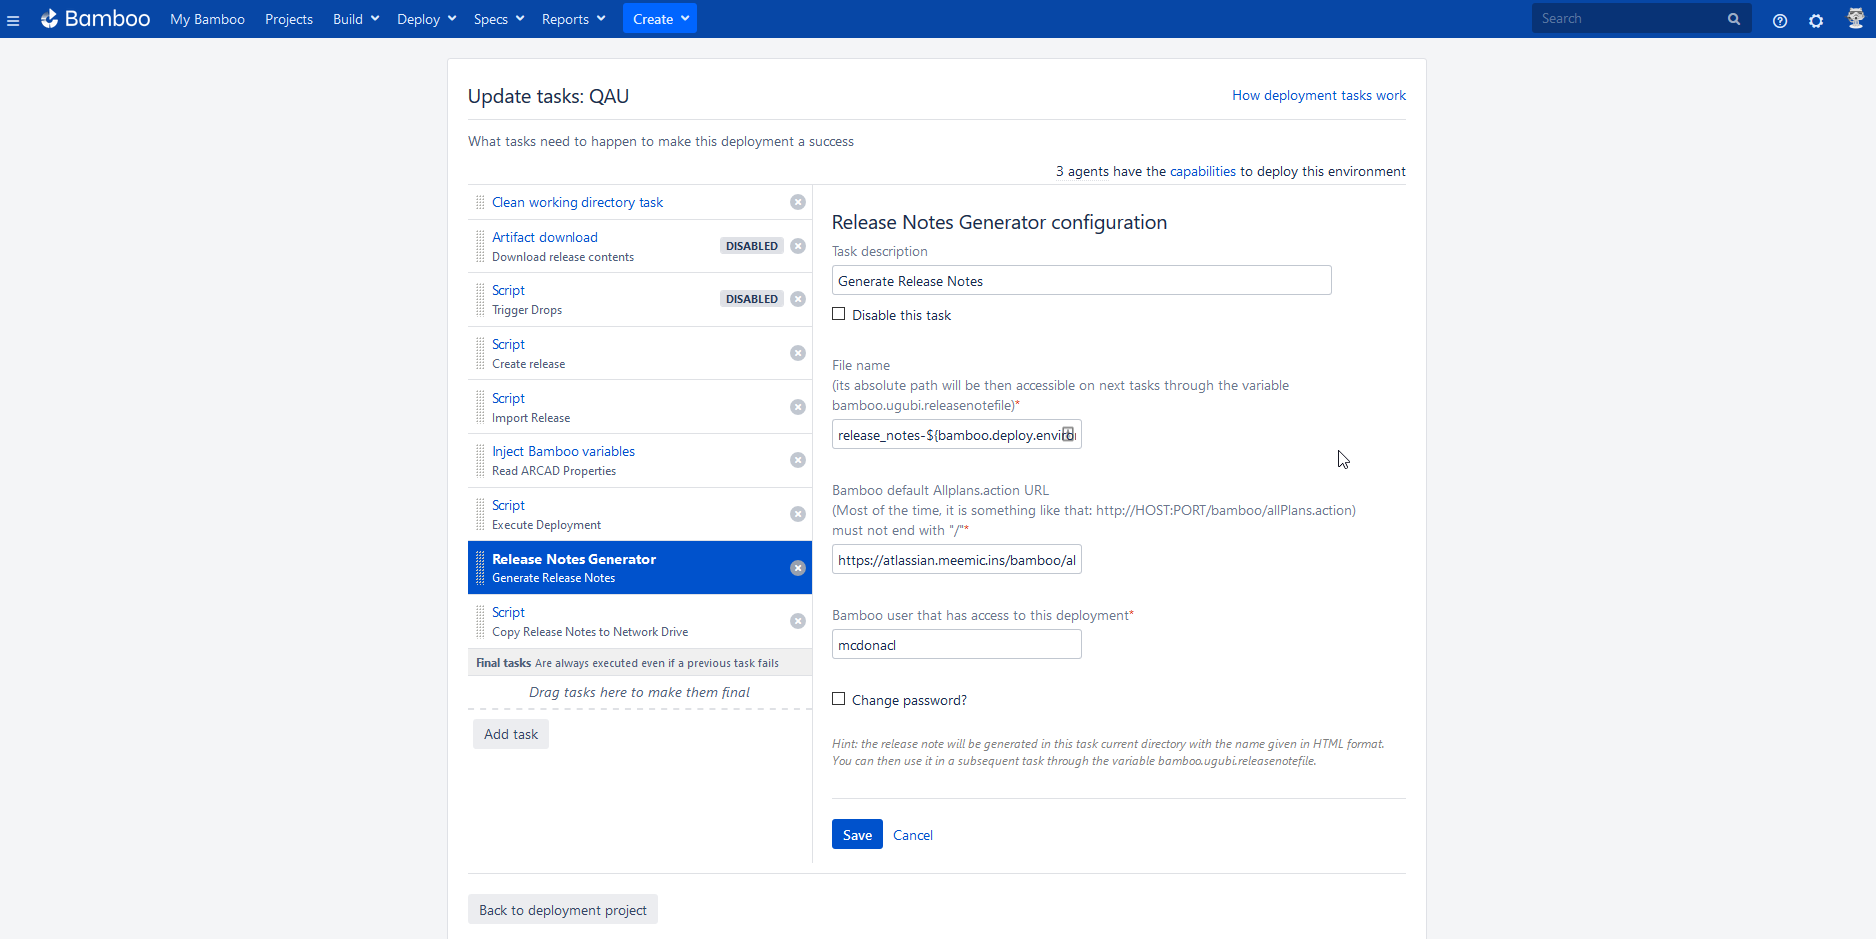 Bamboo My Bamboo Projects Build Deploy Specs Reports Create Search
Update tasks: QAU
How deployment tasks work
What tasks need to happen to make this deployment a success
3 agents have the capabilities to deploy this environment
Clean working directory task
Artifact download
Download release contents
DISABLED
Script
Trigger Drops
DISABLED
Script
Create release
Script
Import Release
Inject Bamboo variables
Read ARCAD Properties
Script
Execute Deployment
Release Notes Generator
Generate Release Notes
Script
Copy Release Notes to Network Drive
Final tasks Are always executed even if a previous task fails
Drag tasks here to make them final
Add task
Release Notes Generator configuration
Task description
Generate Release Notes
Disable this task
File name
(its absolute path will be then accessible on next tasks through the variable
bamboo.ugubi.releasenotefile)*
release_notes-${bamboo.deploy.enviro
Bamboo default Allplans.action URL
(Most of the time, it is something like that: http://HOST:PORT/bamboo/allPlans.action)
must not end with "/"*
https://atlassian.meemic.ins/bamboo/al
Bamboo user that has access to this deployment*
mcdonacl
Change password?
Hint: the release note will be generated in this task current directory with the name given in HTML format.
You can then use it in a subsequent task through the variable bamboo.ugubi.releasenotefile.
Save Cancel
Back to deployment project